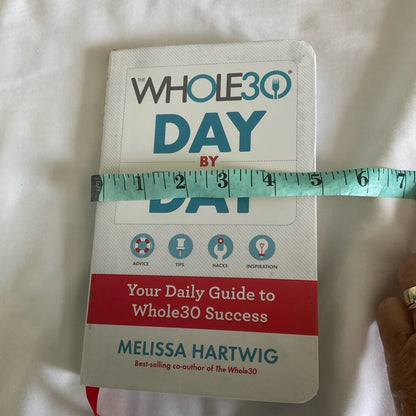 THE
WHOLE30®
DAY
BY
1 2 3 4 5 6 7
DAY
ADVICE TIPS HACKS INSPIRATION
Your Daily Guide to
Whole30 Success
MELISSA HARTWIG
Best-selling co-author of The Whole30